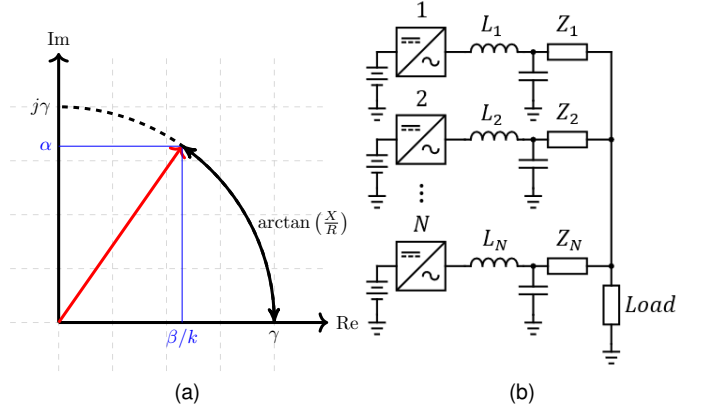 Im
jγ
α
arctan (X/R)
β/k
γ
Re
(a)
1
L₁
Z₁
2
L₂
Z₂
⋮
N
L_N
Z_N
Load
(b)